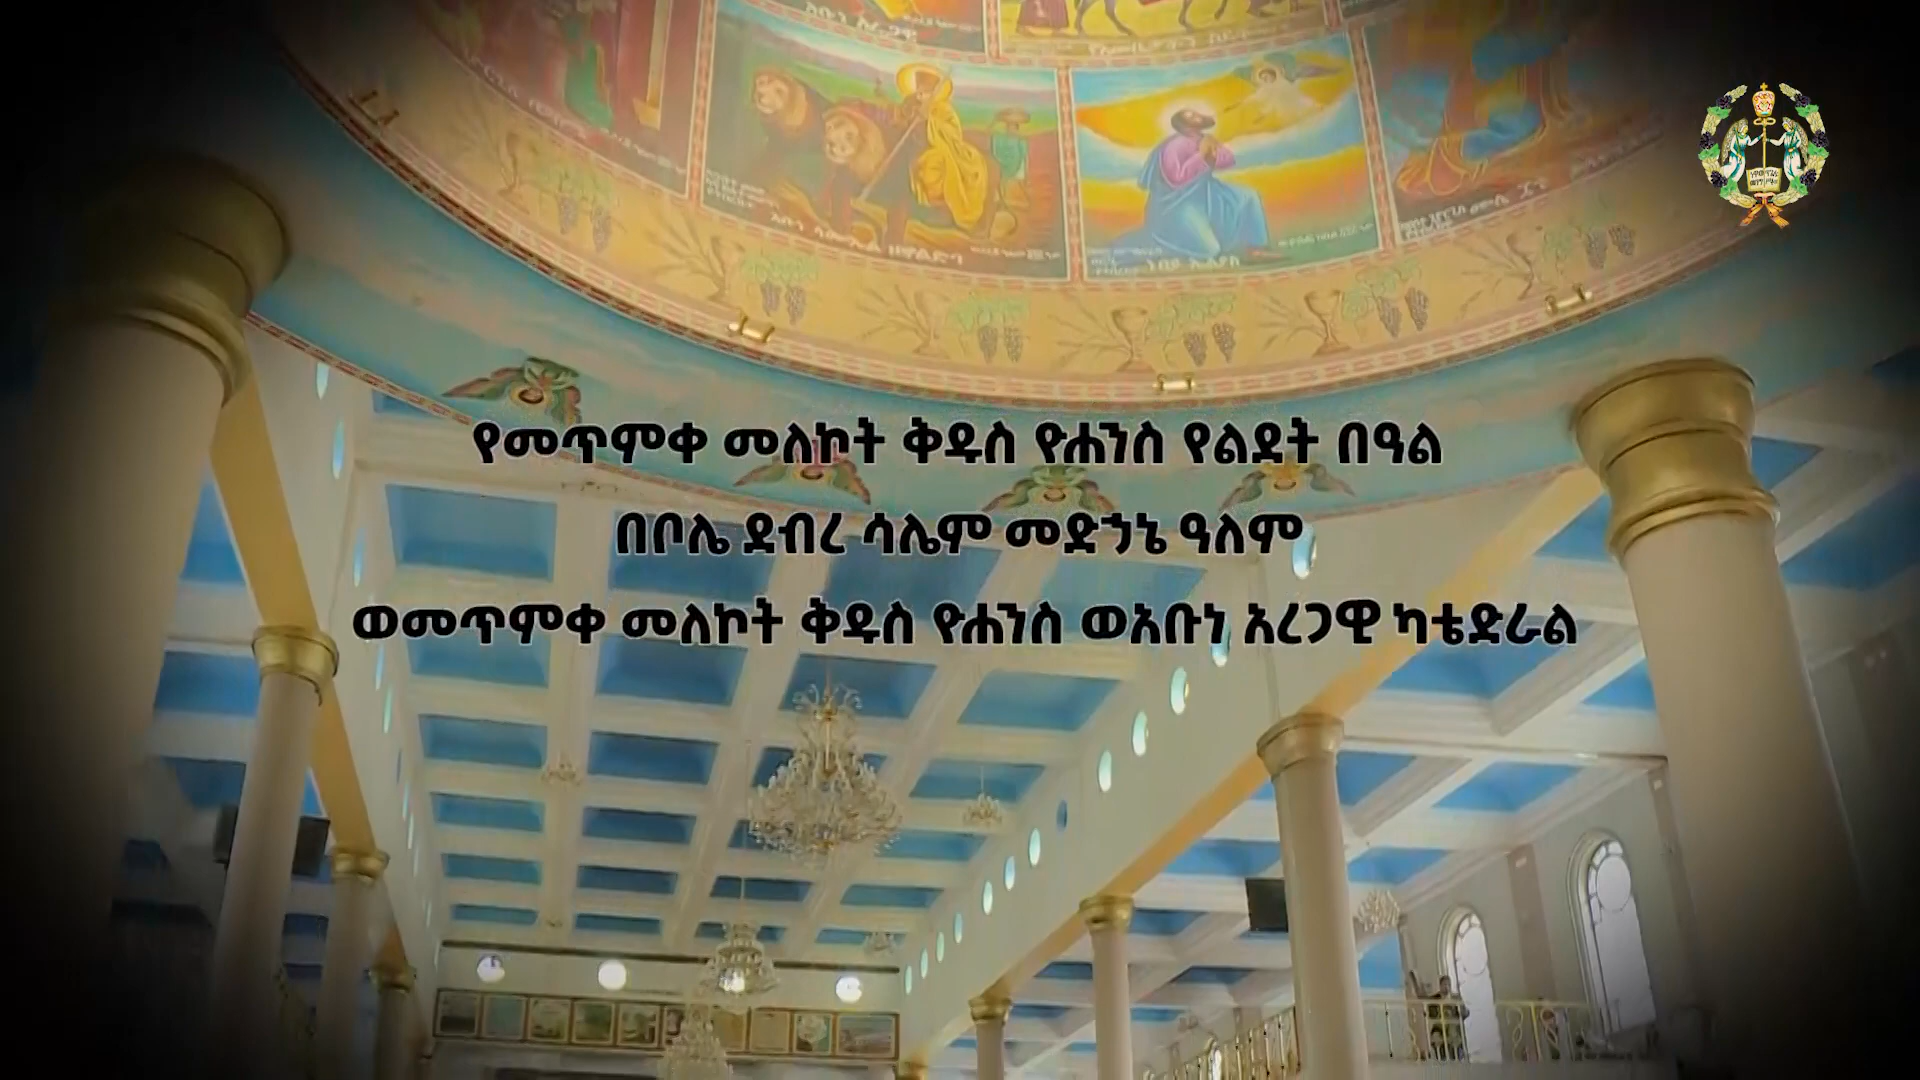 የመጥምቀ መለኮት ቅዱስ ዮሐንስ የልደት በዓል
በቦሌ ደብረ ሳሌም መድኃኔ ዓለም
ወመጥምቀ መለኮት ቅዱስ ዮሐንስ ወአቡነ አረጋዊ ካቴድራል